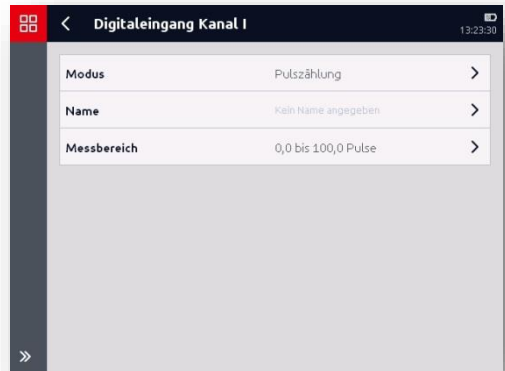 Digitaleingang Kanal I
13:23:30
Modus Pulszählung
Name Kein Name angegeben
Messbereich 0,0 bis 100,0 Pulse